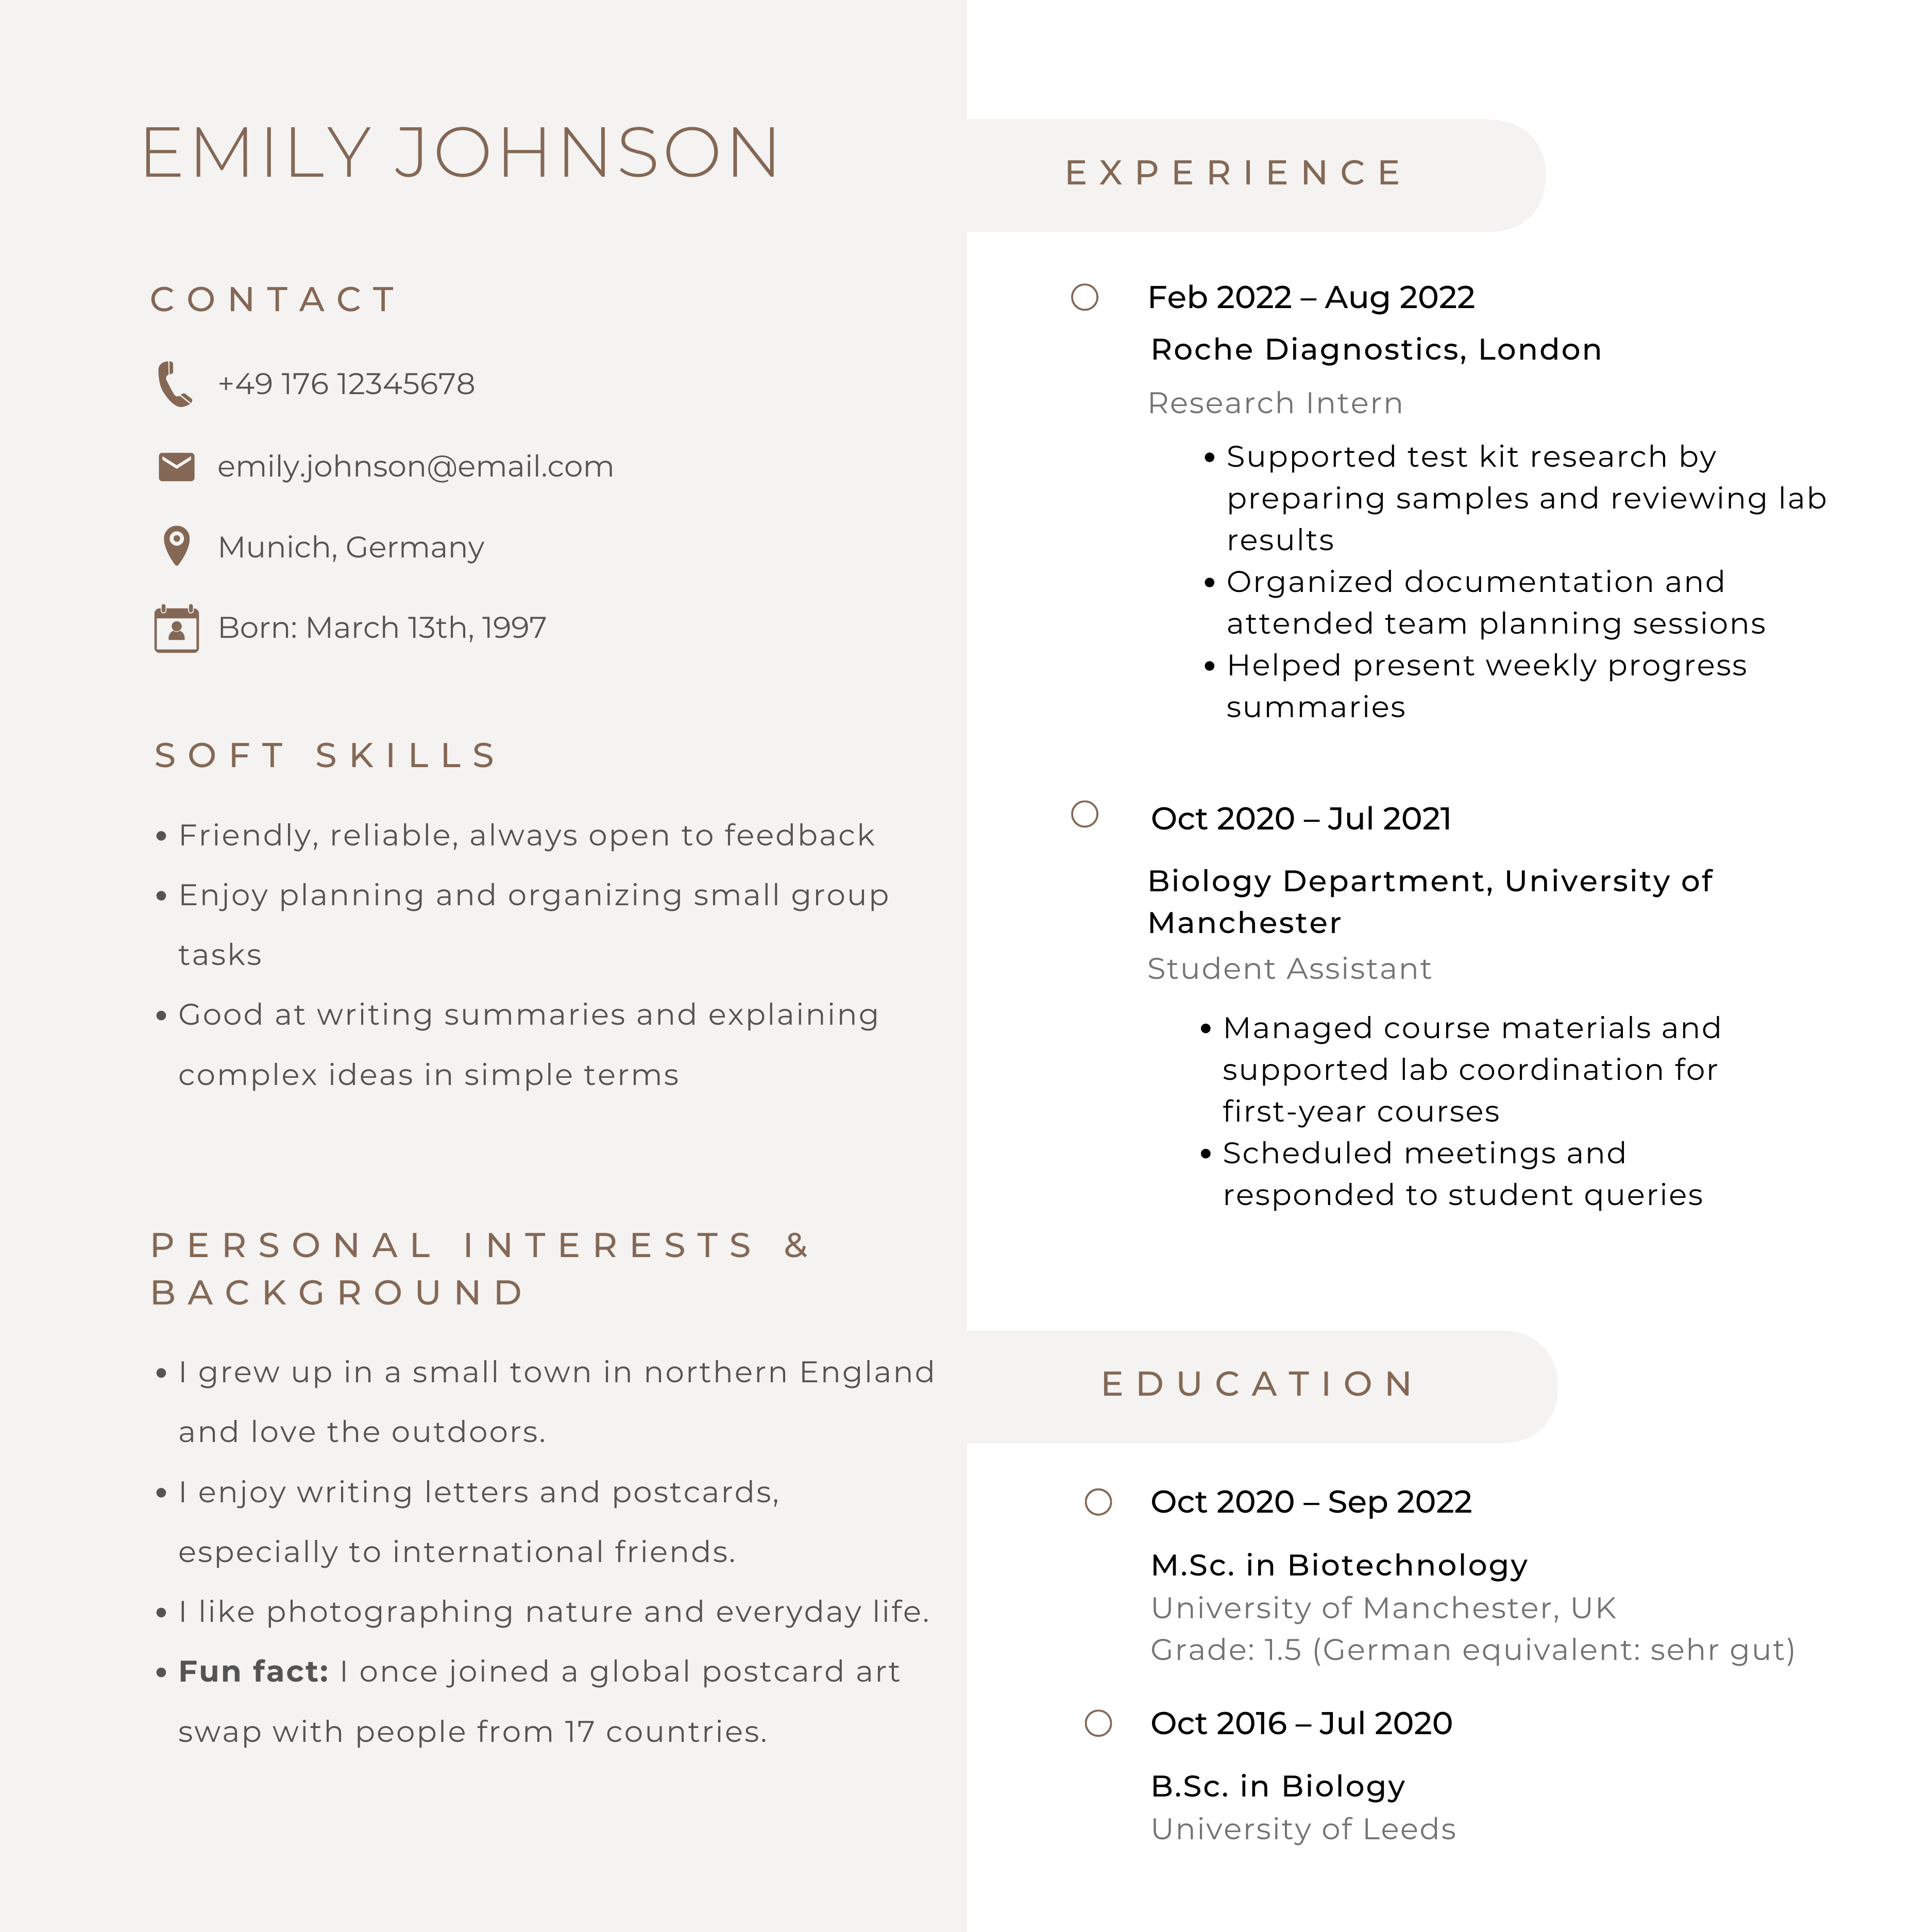 EMILY JOHNSON
CONTACT
+49 176 12345678
emily.johnson@email.com
Munich, Germany
Born: March 13th, 1997
SOFT SKILLS
• Friendly, reliable, always open to feedback
• Enjoy planning and organizing small group
tasks
• Good at writing summaries and explaining
complex ideas in simple terms
PERSONAL INTERESTS &
BACKGROUND
• I grew up in a small town in northern England
and love the outdoors.
• I enjoy writing letters and postcards,
especially to international friends.
• I like photographing nature and everyday life.
• Fun fact: I once joined a global postcard art
swap with people from 17 countries.
EXPERIENCE
Feb 2022 – Aug 2022
Roche Diagnostics, London
Research Intern
• Supported test kit research by
preparing samples and reviewing lab
results
• Organized documentation and
attended team planning sessions
• Helped present weekly progress
summaries
Oct 2020 – Jul 2021
Biology Department, University of
Manchester
Student Assistant
• Managed course materials and
supported lab coordination for
first-year courses
• Scheduled meetings and
responded to student queries
EDUCATION
Oct 2020 – Sep 2022
M.Sc. in Biotechnology
University of Manchester, UK
Grade: 1.5 (German equivalent: sehr gut)
Oct 2016 – Jul 2020
B.Sc. in Biology
University of Leeds